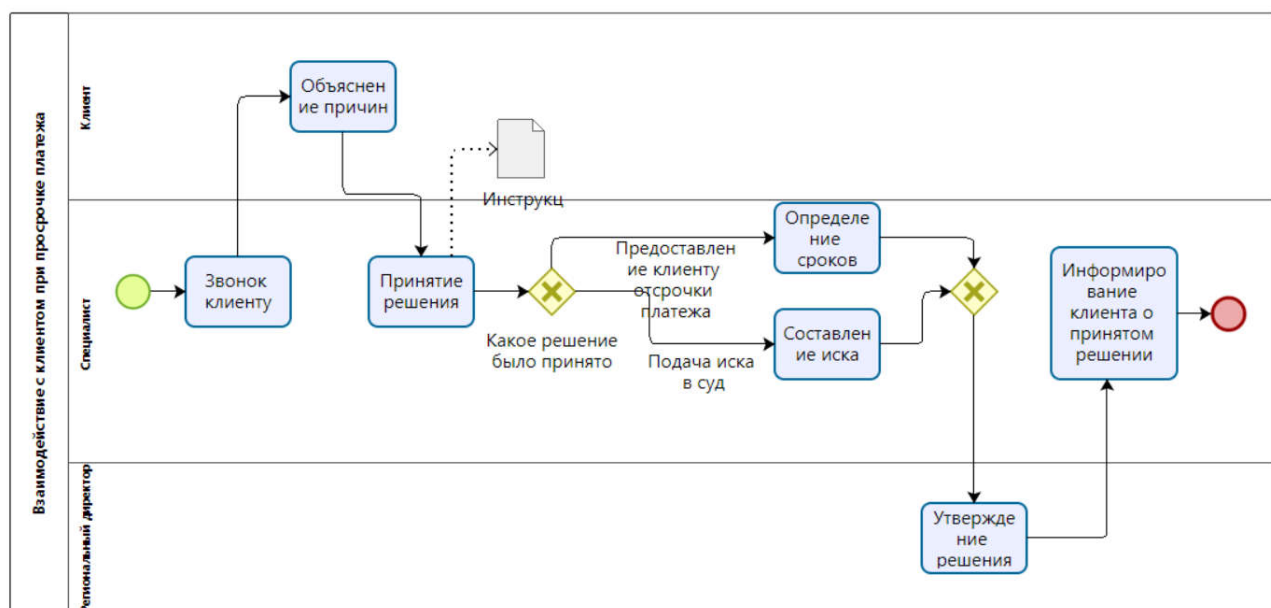 Взаимодействие с клиентом при просрочке платежа
Клиент
Объяснен
ие причин
Инструкц
Специалист
Звонок
клиенту
Принятие
решения
Какое решение
было принято
Предоставлен
ие клиенту
отсрочки
платежа
Подача иска
в суд
Определе
ние
сроков
Составлен
ие иска
Информиро
вание
клиента о
принятом
решении
Региональный директор
Утвержде
ние
решения